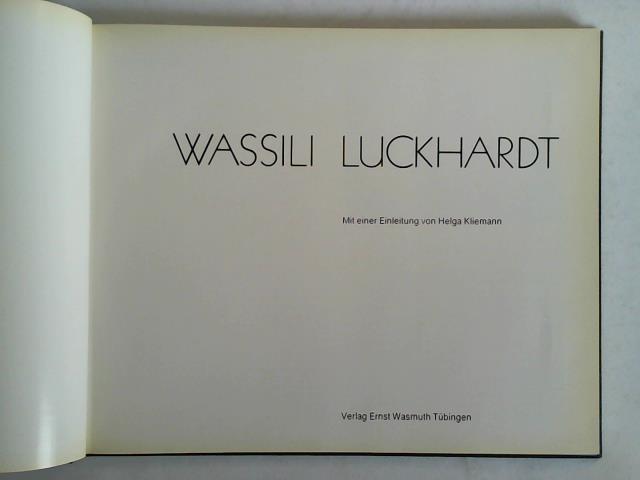 WASSILI LUCKHARDT
Mit einer Einleitung von Helga Kliemann
Verlag Ernst Wasmuth Tübingen